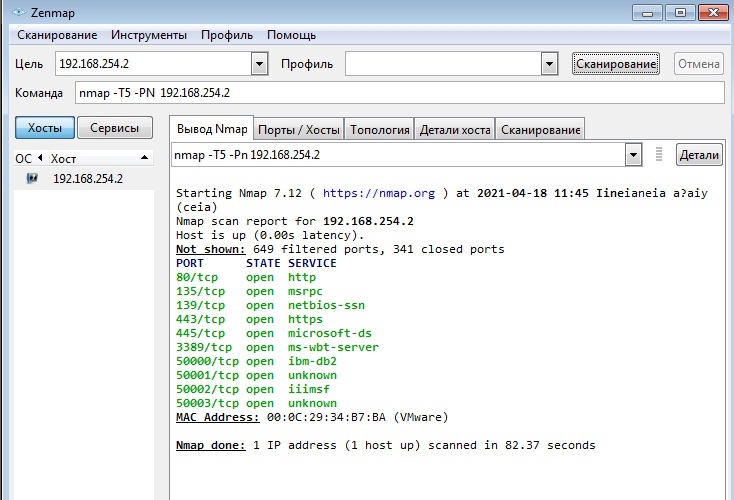 Zenmap
Сканирование Инструменты Профиль Помощь
Цель: 192.168.254.2 Профиль: Сканирование Отмена
Команда: nmap -T5 -PN 192.168.254.2
Хосты Сервисы Вывод Nmap Порты / Хосты Топология Детали хоста Сканирование
nmap -T5 -Pn 192.168.254.2 Детали
ОС Хост
192.168.254.2
Starting Nmap 7.12 ( https://nmap.org ) at 2021-04-18 11:45 Iineianeia a?aiy
(ceia)
Nmap scan report for 192.168.254.2
Host is up (0.00s latency).
Not shown: 649 filtered ports, 341 closed ports
PORT STATE SERVICE
80/tcp open http
135/tcp open msrpc
139/tcp open netbios-ssn
443/tcp open https
445/tcp open microsoft-ds
3389/tcp open ms-wbt-server
50000/tcp open ibm-db2
50001/tcp open unknown
50002/tcp open iiimsf
50003/tcp open unknown
MAC Address: 00:0C:29:34:B7:BA (VMware)
Nmap done: 1 IP address (1 host up) scanned in 82.37 seconds